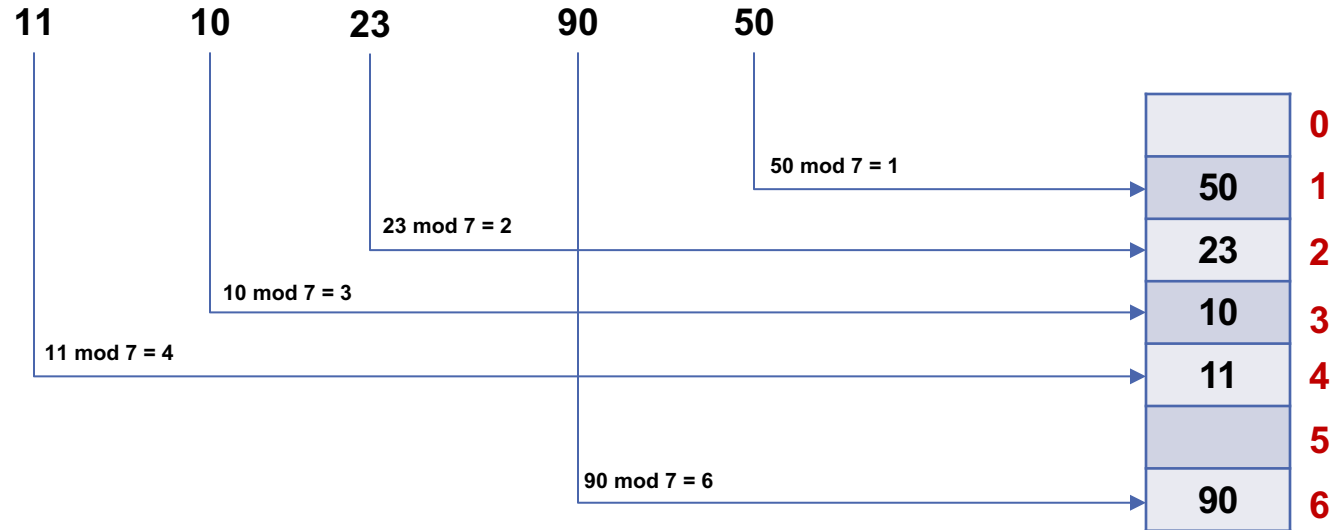 11 10 23 90 50
0
50 mod 7 = 1
50 1
23 mod 7 = 2
23 2
10 mod 7 = 3
10 3
11 mod 7 = 4
11 4
5
90 mod 7 = 6
90 6